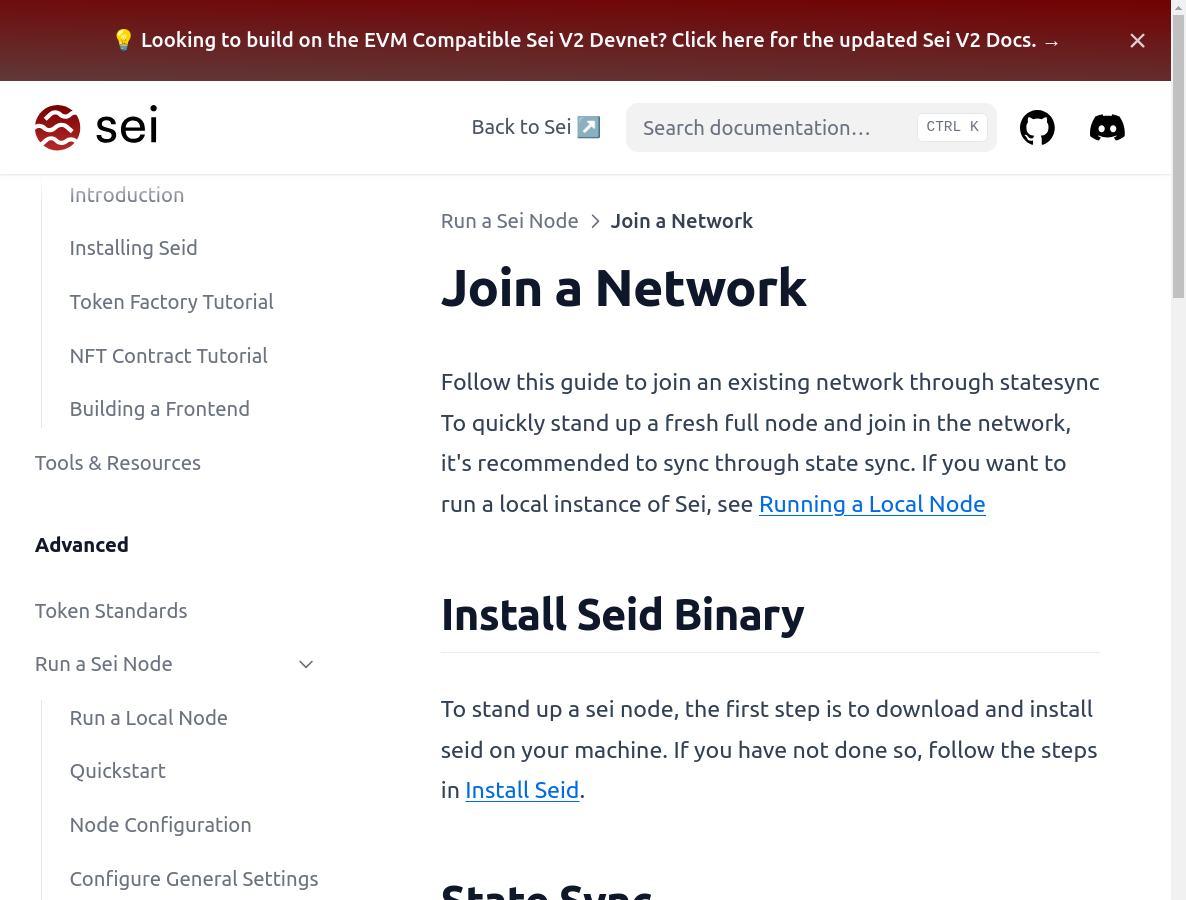 💡 Looking to build on the EVM Compatible Sei V2 Devnet? Click here for the updated Sei V2 Docs. →
sei
Back to Sei ↗️
Search documentation…
CTRL K
Introduction
Installing Seid
Token Factory Tutorial
NFT Contract Tutorial
Building a Frontend
Tools & Resources
Advanced
Token Standards
Run a Sei Node
Run a Local Node
Quickstart
Node Configuration
Configure General Settings
Run a Sei Node > Join a Network
Join a Network
Follow this guide to join an existing network through statesync
To quickly stand up a fresh full node and join in the network,
it's recommended to sync through state sync. If you want to
run a local instance of Sei, see Running a Local Node
Install Seid Binary
To stand up a sei node, the first step is to download and install
seid on your machine. If you have not done so, follow the steps
in Install Seid.
State Sync